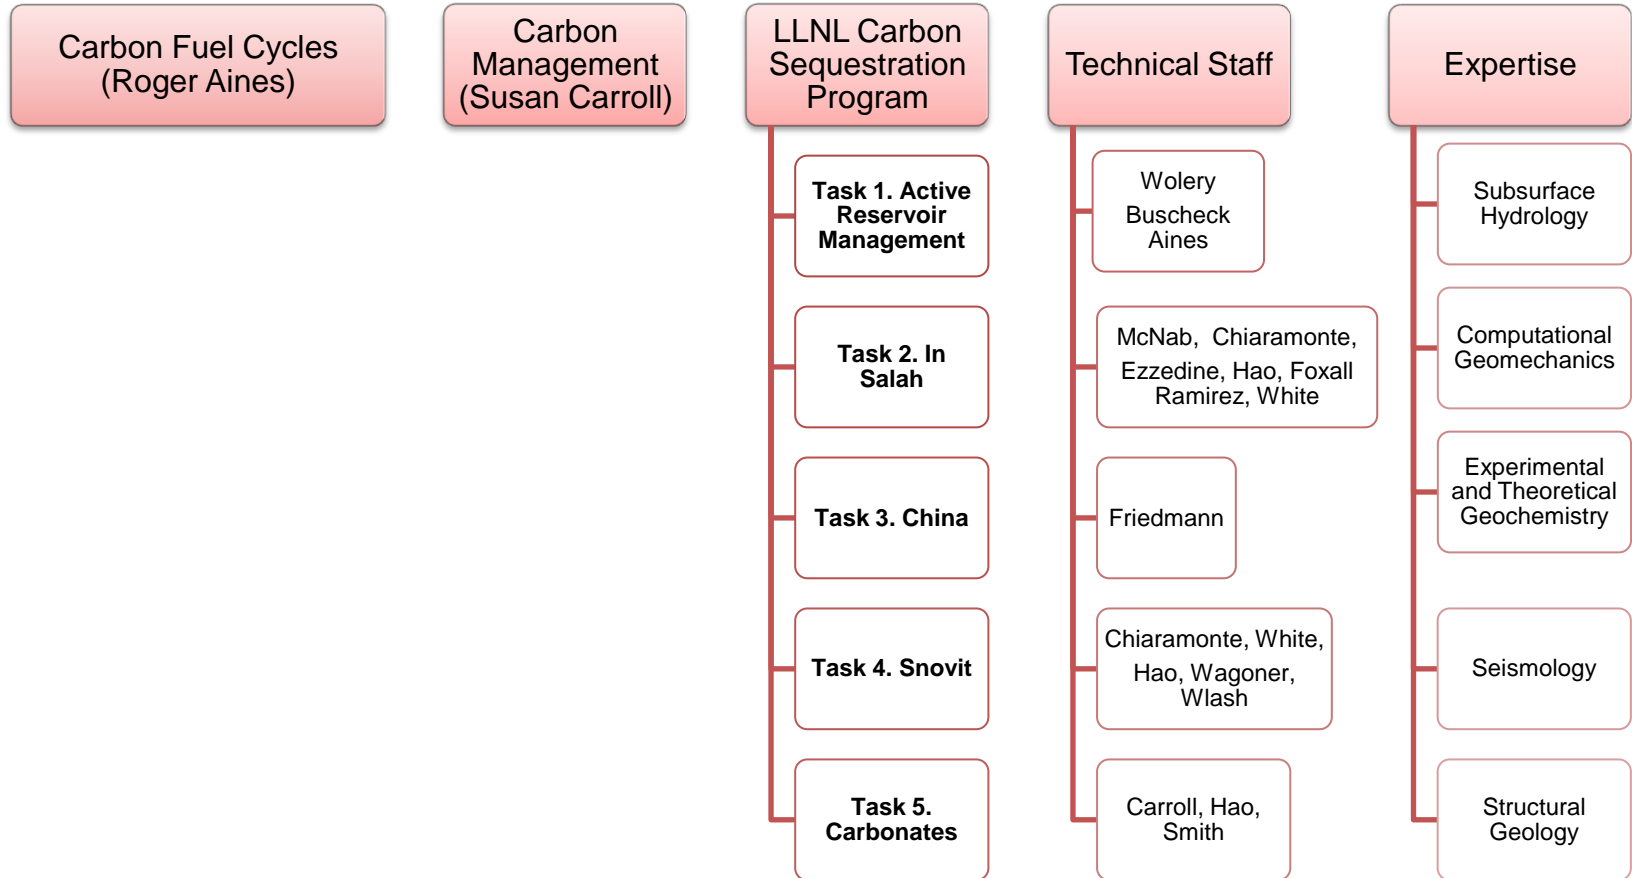 Carbon Fuel Cycles
(Roger Aines)
Carbon
Management
(Susan Carroll)
LLNL Carbon
Sequestration
Program
Task 1. Active
Reservoir
Management
Task 2. In
Salah
Task 3. China
Task 4. Snovit
Task 5.
Carbonates
Technical Staff
Wolery
Buscheck
Aines
McNab, Chiaramonte,
Ezzedine, Hao, Foxall
Ramirez, White
Friedmann
Chiaramonte, White,
Hao, Wagoner,
Wlash
Carroll, Hao,
Smith
Expertise
Subsurface
Hydrology
Computational
Geomechanics
Experimental
and Theoretical
Geochemistry
Seismology
Structural
Geology